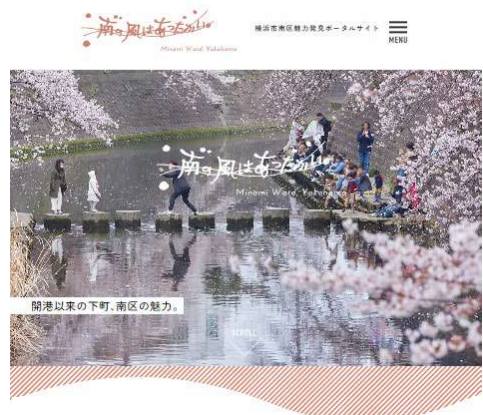 南の風はあったかい
Minami Ward, Yokohama
横浜市南区魅力発見ポータルサイト
MENU
南の風はあったかい
Minami Ward, Yokohama
開港以来の下町、南区の魅力。
SCROLL